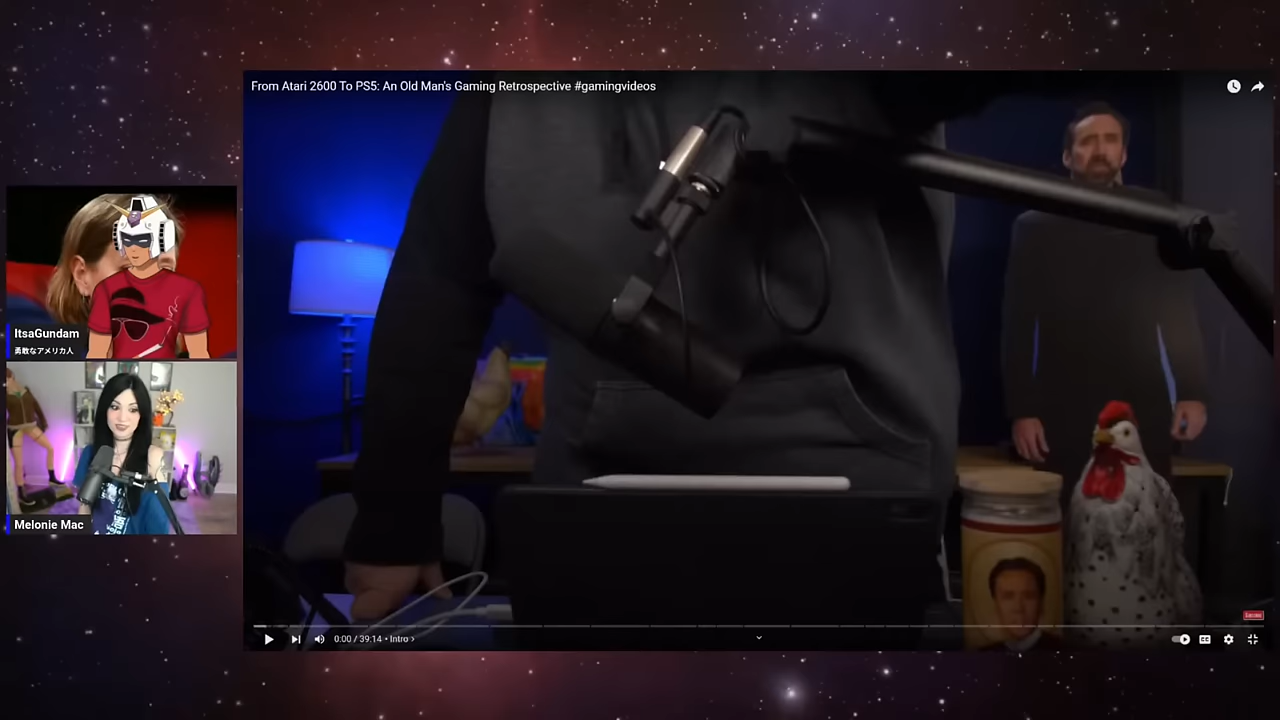 From Atari 2600 To PS5: An Old Man's Gaming Retrospective #gamingvideos
ItsaGundam
勇敢なアメリカ人
Melonie Mac
0:00 / 39:14 • Intro ›
CC